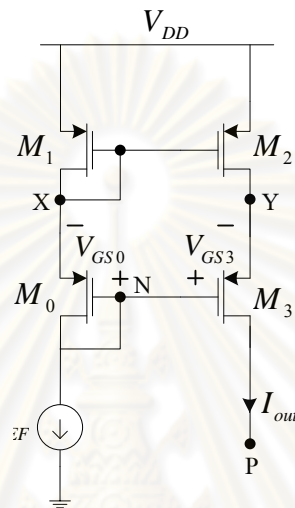 V_DD
M_1
M_2
X
Y
− −
V_GS0 V_GS3
+ N +
M_0
M_3
I_out
P